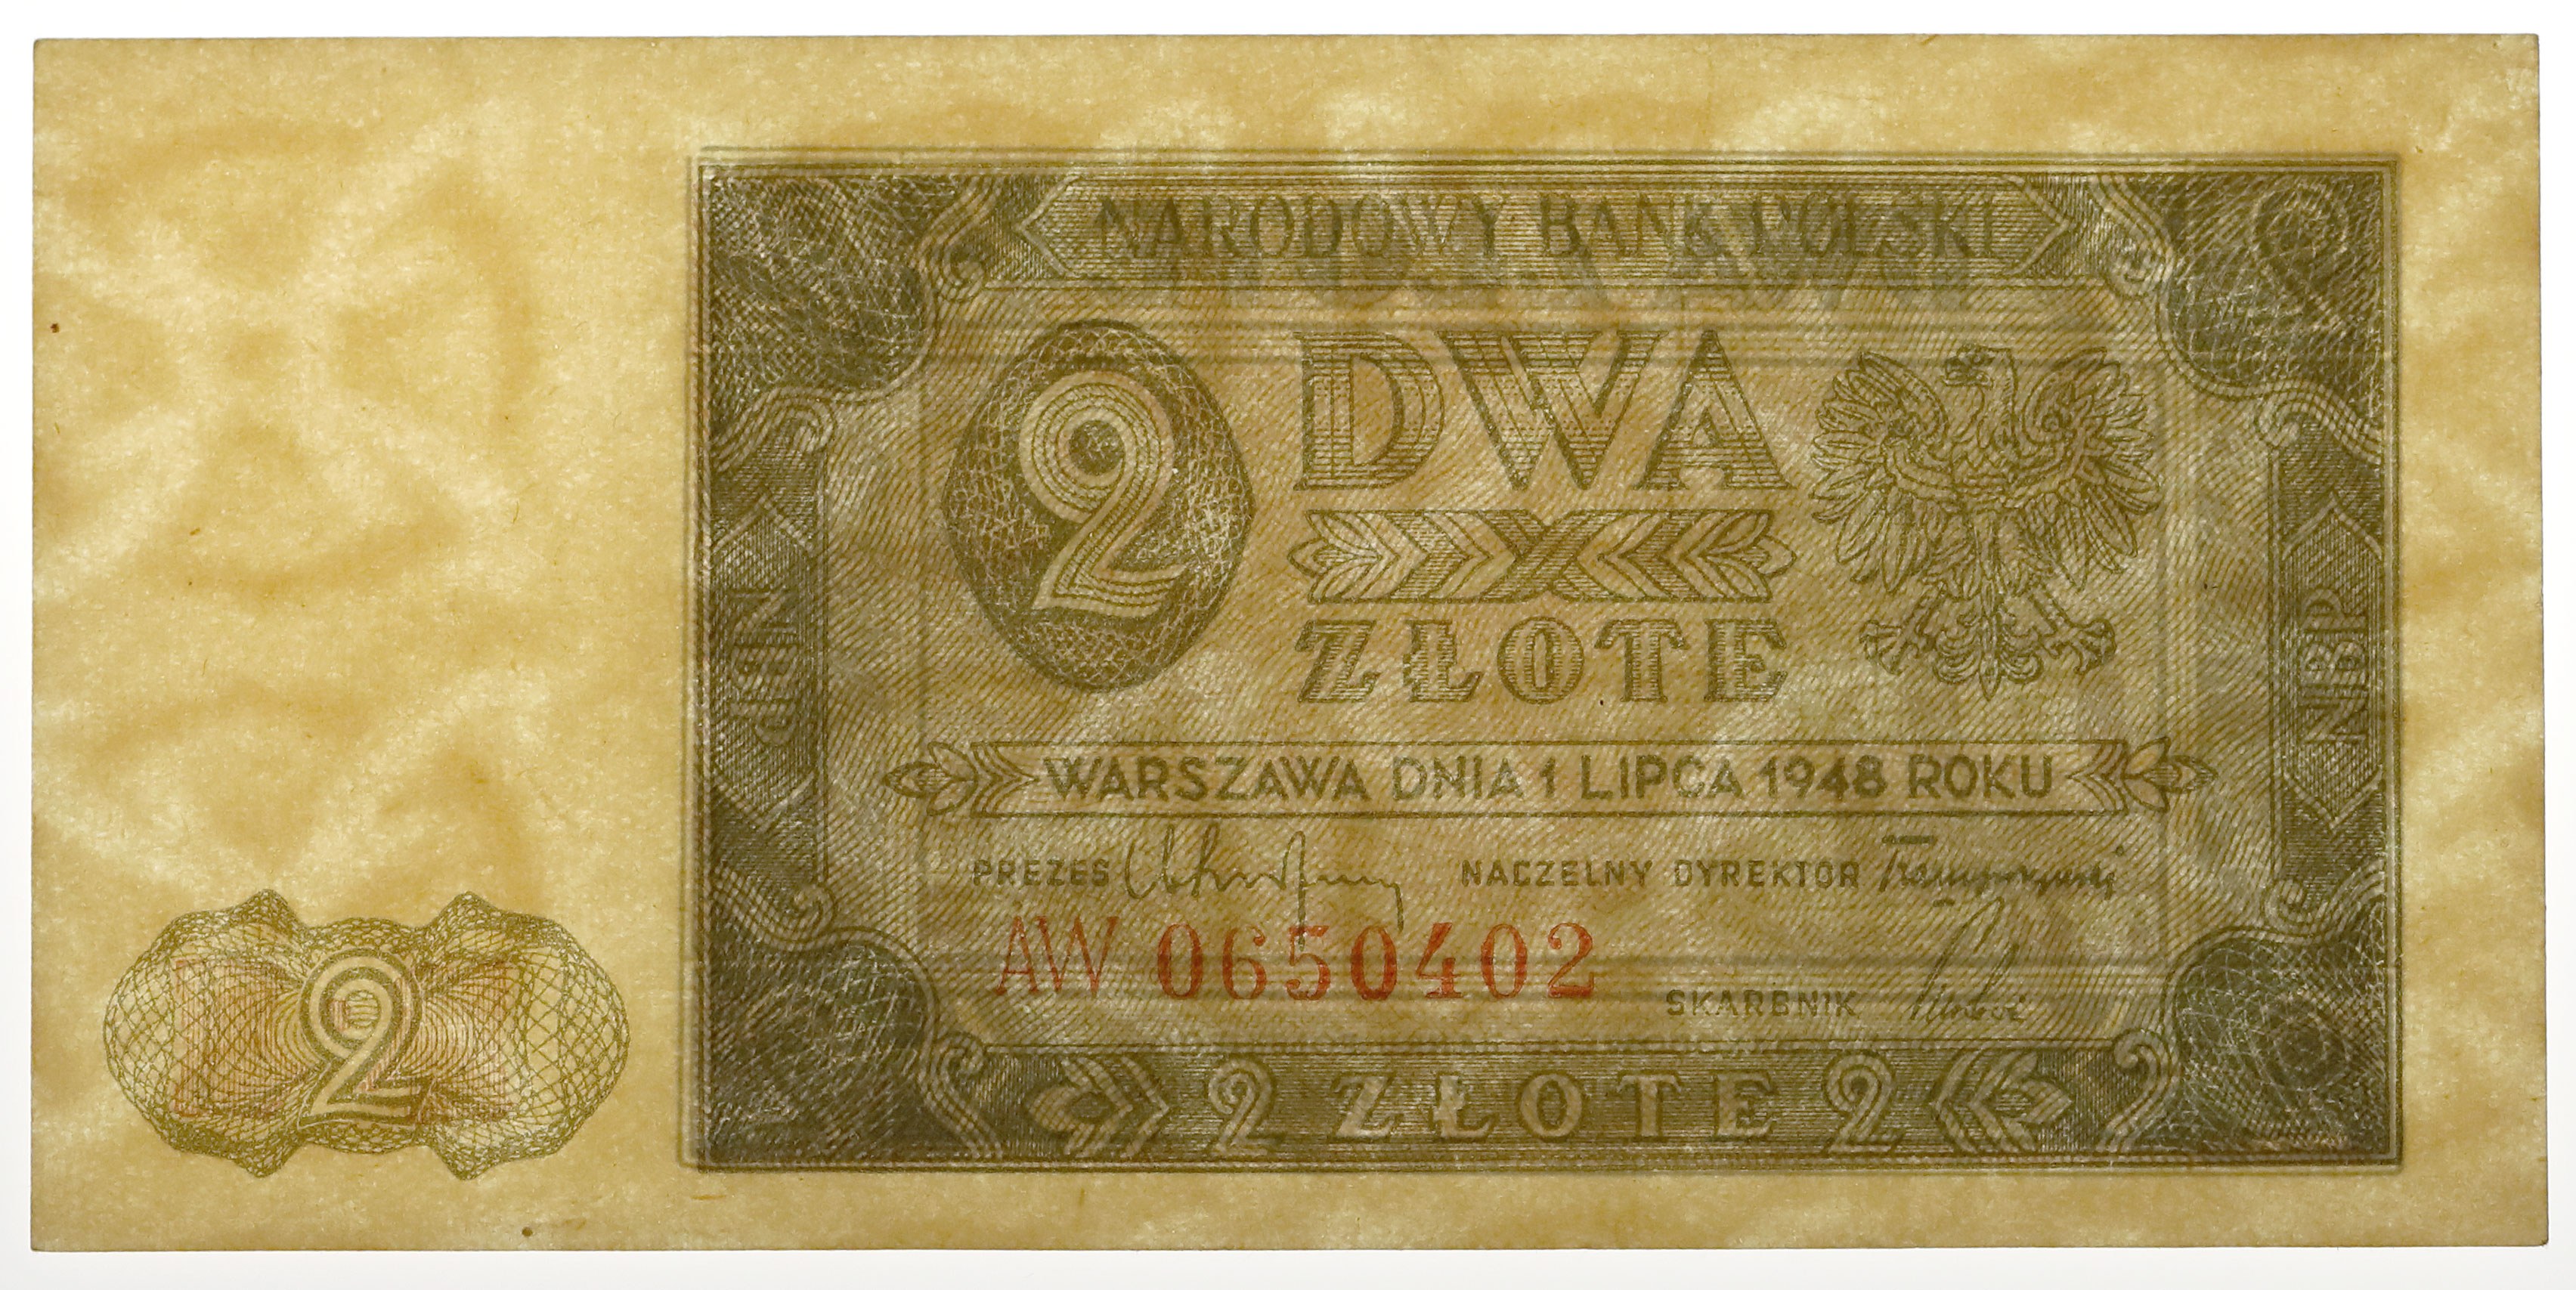 NARODOWY BANK POLSKI
2
DWA
ZŁOTE
NBP
NBP
WARSZAWA DNIA 1 LIPCA 1948 ROKU
PREZES NACZELNY DYREKTOR
AW 0650402
SKARBNIK
2
2 ZŁOTE 2